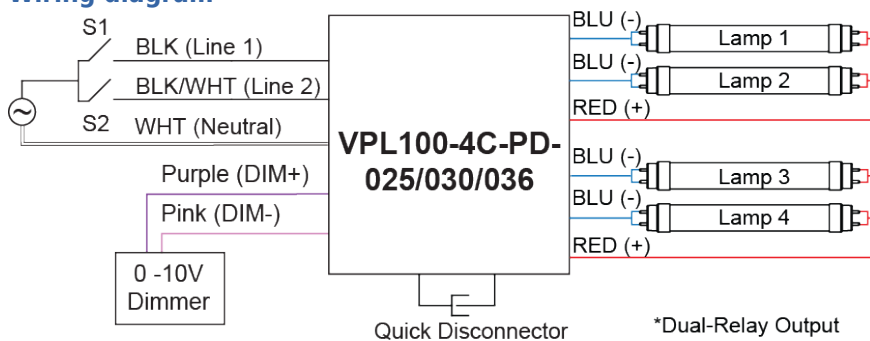 Wiring diagram
S1
BLK (Line 1)
BLK/WHT (Line 2)
S2
WHT (Neutral)
Purple (DIM+)
Pink (DIM-)
0 -10V
Dimmer
VPL100-4C-PD-
025/030/036
Quick Disconnector
BLU (-)
Lamp 1
BLU (-)
Lamp 2
RED (+)
BLU (-)
Lamp 3
BLU (-)
Lamp 4
RED (+)
*Dual-Relay Output